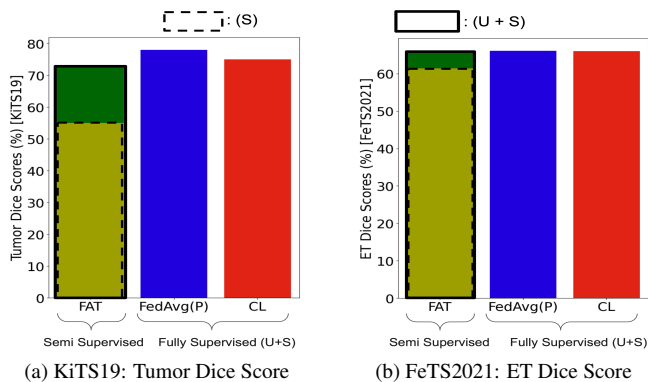 : (S)
: (U + S)
Tumor Dice Scores (%) [KiTS19]
80
70
60
50
40
30
20
10
0
FAT
FedAvg(P)
CL
Semi Supervised
Fully Supervised (U+S)
(a) KiTS19: Tumor Dice Score
ET Dice Scores (%) [FeTS2021]
60
50
40
30
20
10
0
FAT
FedAvg(P)
CL
Semi Supervised
Fully Supervised (U+S)
(b) FeTS2021: ET Dice Score